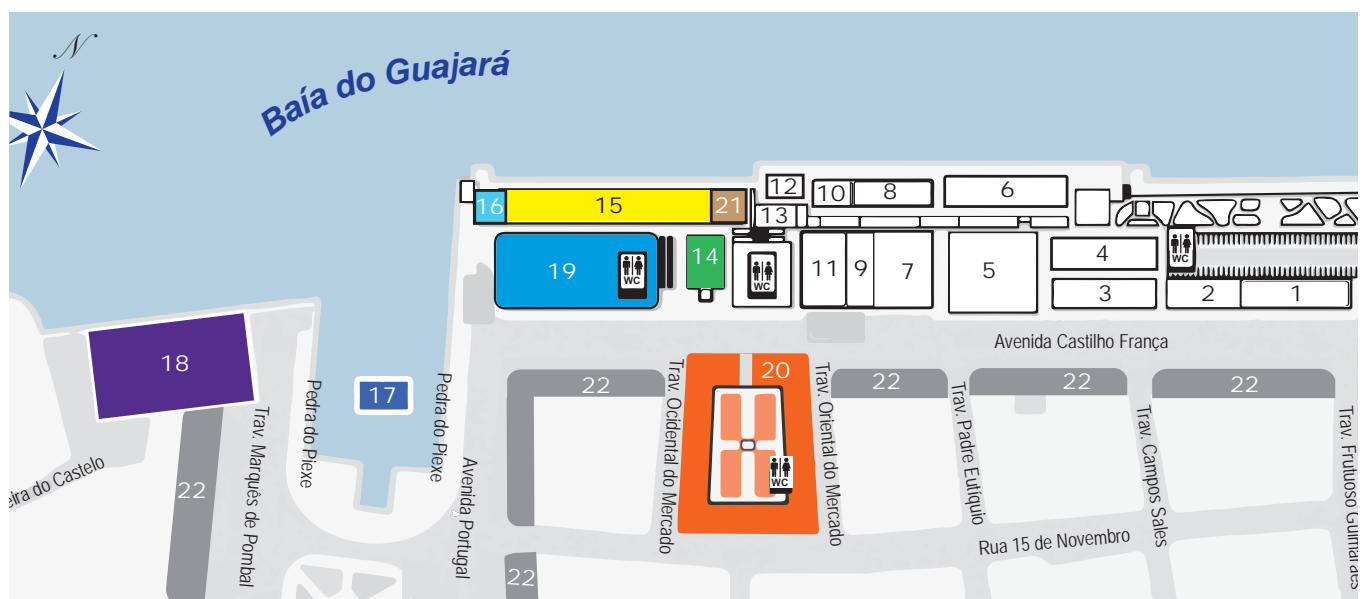 N
Baía do Guajará
12
10
8
6
16
15
21
13
19
WC
14
WC
11
9
7
5
4
WC
3
2
1
Avenida Castilho França
18
17
22
20
22
22
22
Pedra do Piexe
Pedra do Piexe
Trav. Marquês de Pombal
Avenida Portugal
Trav. Ocidental do Mercado
Trav. Oriental do Mercado
Trav. Padre Eutíquio
Trav. Campos Sales
Trav. Frutuoso Guimarães
eira do Castelo
22
WC
Rua 15 de Novembro
22